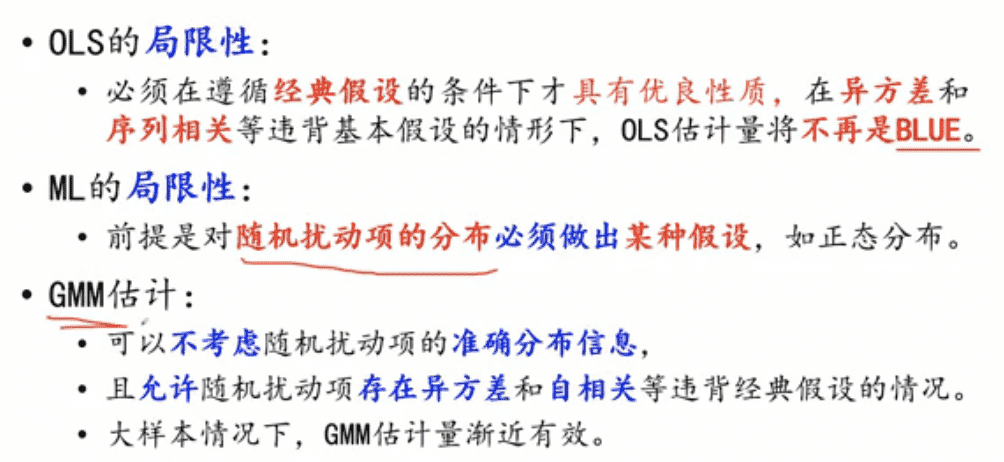 • OLS的局限性：
• 必须在遵循经典假设的条件下才具有优良性质，在异方差和
序列相关等违背基本假设的情形下，OLS估计量将不再是BLUE。
• ML的局限性：
• 前提是对随机扰动项的分布必须做出某种假设，如正态分布。
• GMM估计：
• 可以不考虑随机扰动项的准确分布信息，
• 且允许随机扰动项存在异方差和自相关等违背经典假设的情况。
• 大样本情况下，GMM估计量渐近有效。